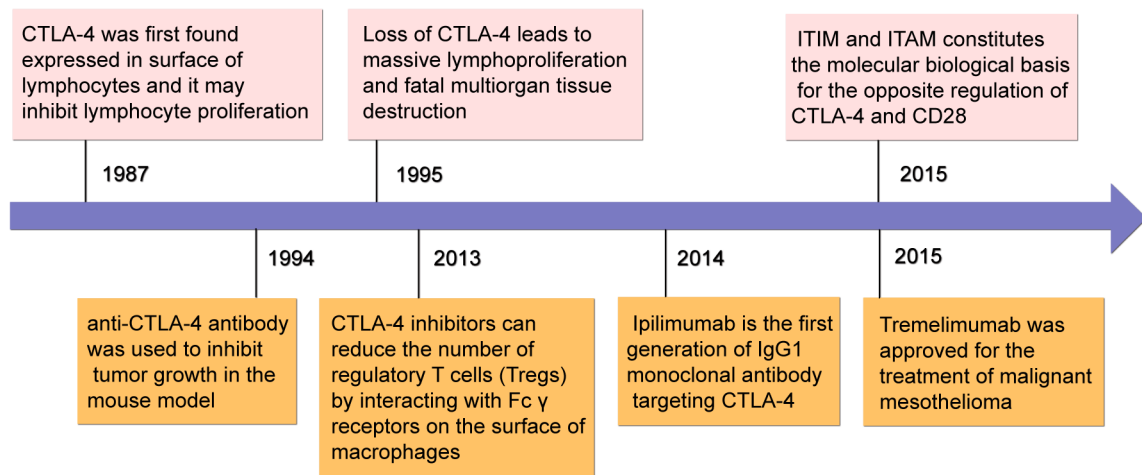 CTLA-4 was first found
expressed in surface of
lymphocytes and it may
inhibit lymphocyte proliferation
1987
Loss of CTLA-4 leads to
massive lymphoproliferation
and fatal multiorgan tissue
destruction
1995
ITIM and ITAM constitutes
the molecular biological basis
for the opposite regulation of
CTLA-4 and CD28
2015
1994
anti-CTLA-4 antibody
was used to inhibit
tumor growth in the
mouse model
2013
CTLA-4 inhibitors can
reduce the number of
regulatory T cells (Tregs)
by interacting with Fc γ
receptors on the surface of
macrophages
2014
Ipilimumab is the first
generation of IgG1
monoclonal antibody
targeting CTLA-4
2015
Tremelimumab was
approved for the
treatment of malignant
mesothelioma